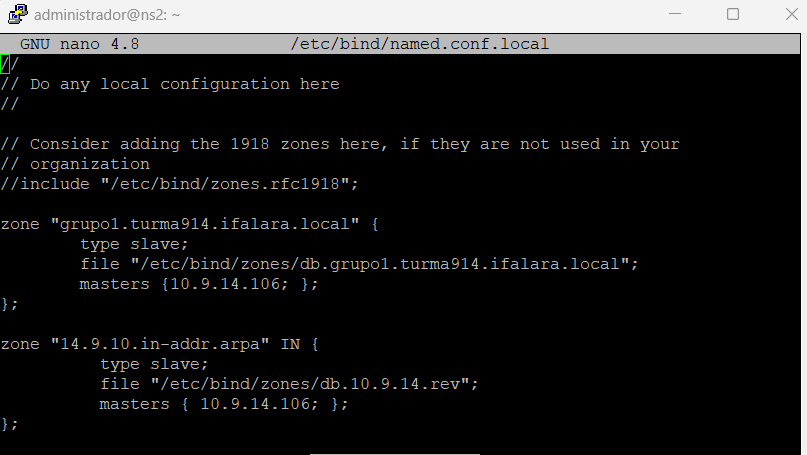 administrador@ns2: ~
GNU nano 4.8 /etc/bind/named.conf.local
//
// Do any local configuration here
//
// Consider adding the 1918 zones here, if they are not used in your
// organization
//include "/etc/bind/zones.rfc1918";
zone "grupo1.turma914.ifalara.local" {
type slave;
file "/etc/bind/zones/db.grupo1.turma914.ifalara.local";
masters {10.9.14.106; };
};
zone "14.9.10.in-addr.arpa" IN {
type slave;
file "/etc/bind/zones/db.10.9.14.rev";
masters { 10.9.14.106; };
};